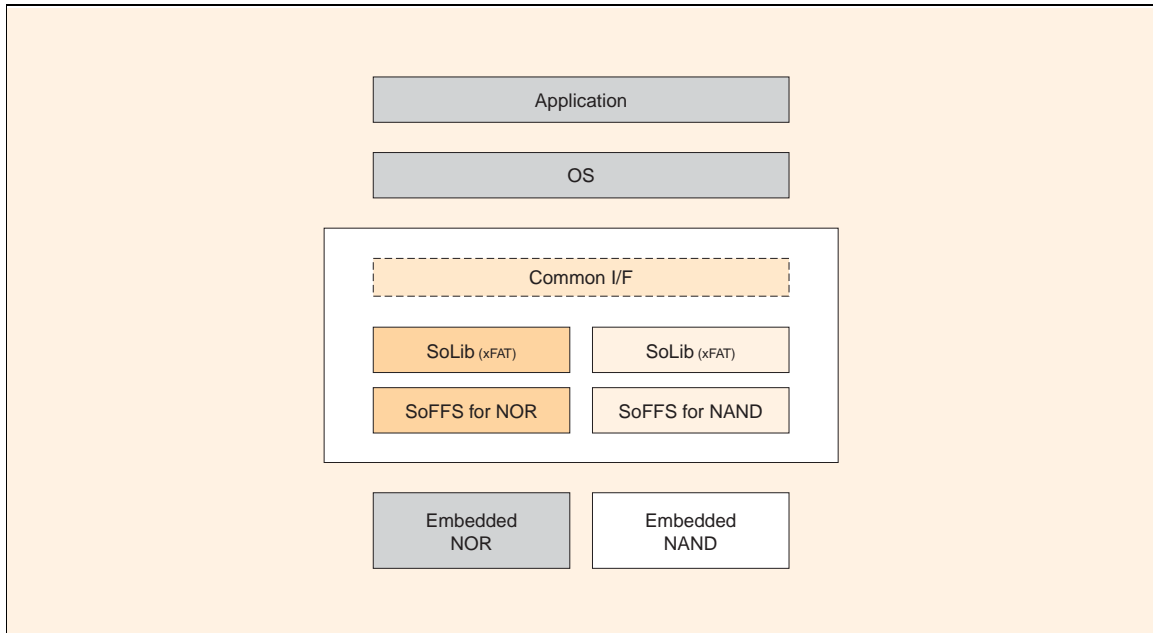 Application
OS
Common I/F
SoLib (xFAT)
SoLib (xFAT)
SoFFS for NOR
SoFFS for NAND
Embedded
NOR
Embedded
NAND